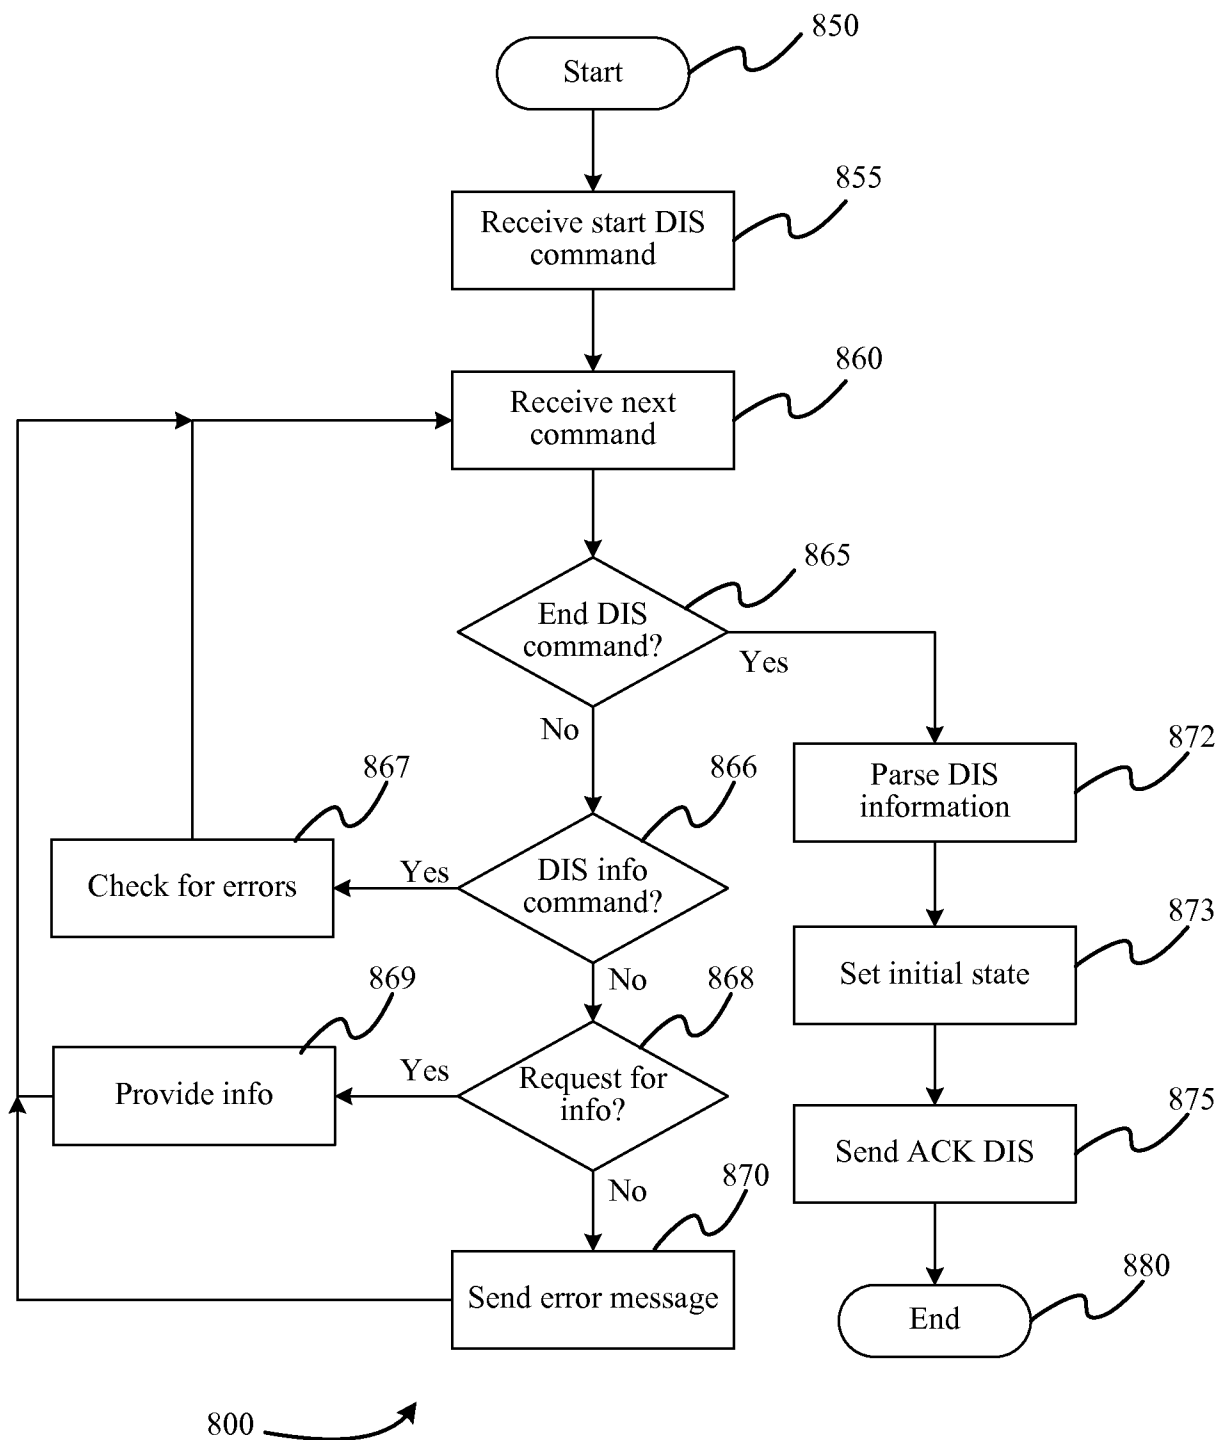 850
Start
855
Receive start DIS
command
860
Receive next
command
865
End DIS
command?
Yes
No
872
Parse DIS
information
867
866
Check for errors
Yes
DIS info
command?
873
Set initial state
No
869
868
Provide info
Yes
Request for
info?
875
Send ACK DIS
No
870
Send error message
880
End
800